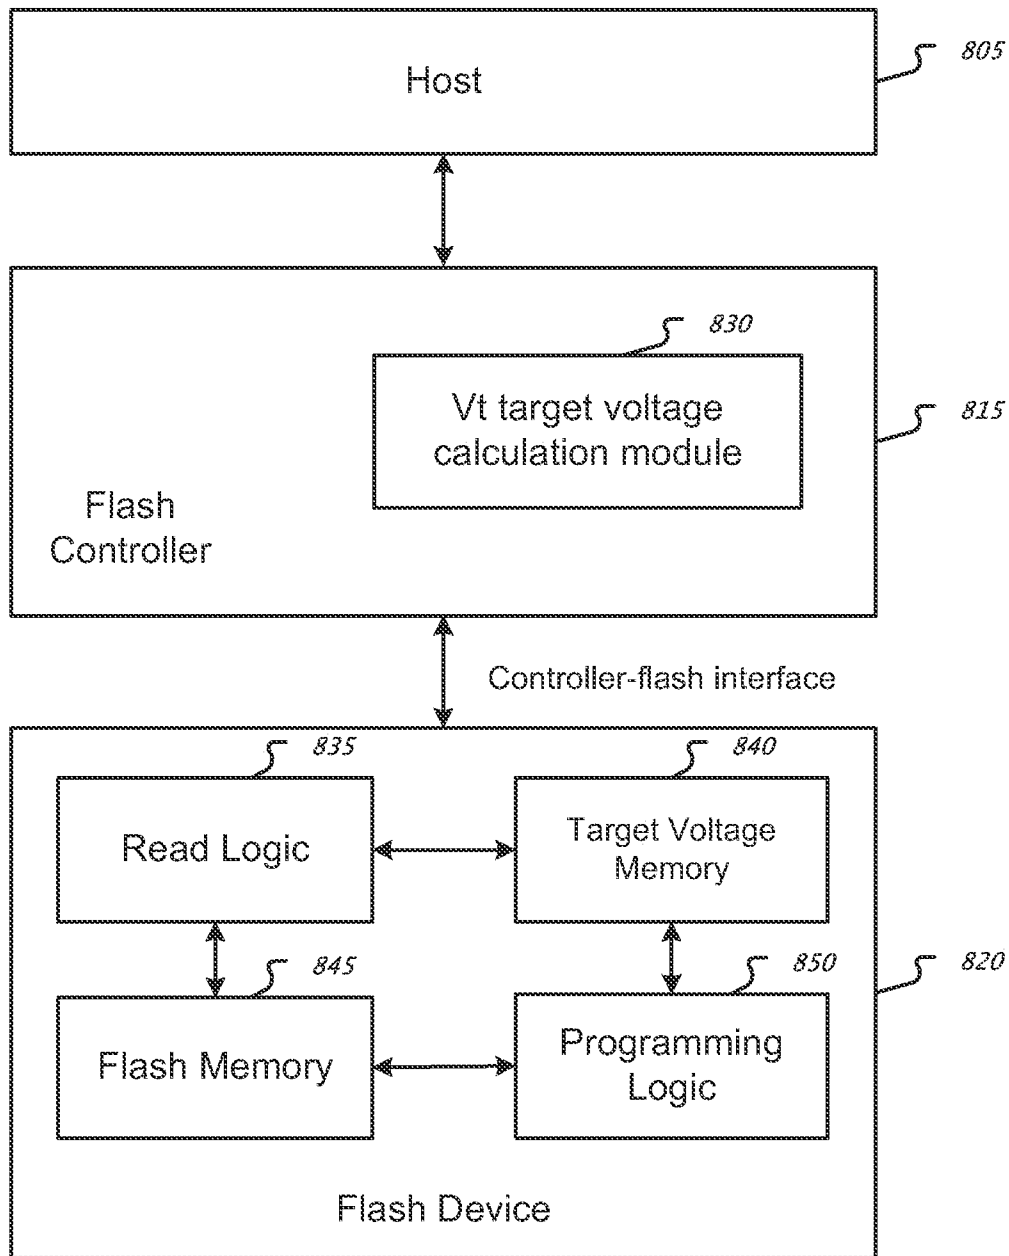 Host
805
830
Vt target voltage
calculation module
815
Flash
Controller
Controller-flash interface
835
840
Read Logic
Target Voltage
Memory
845
850
820
Flash Memory
Programming
Logic
Flash Device